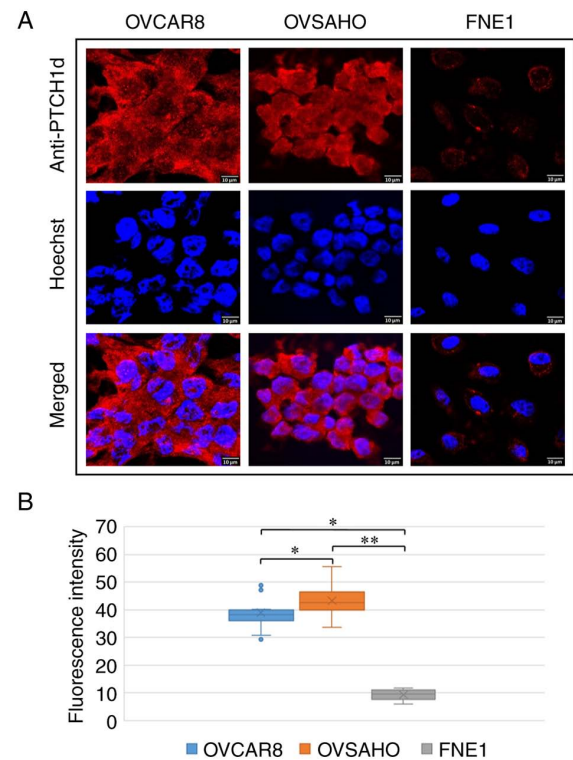 A
OVCAR8 OVSAHO FNE1
Anti-PTCH1d
10 μm 10 μm 10 μm
Hoechst
10 μm 10 μm 10 μm
Merged
10 μm 10 μm 10 μm
B
Fluorescence intensity
70
60
50
40
30
20
10
0
*
* **
OVCAR8 OVSAHO FNE1